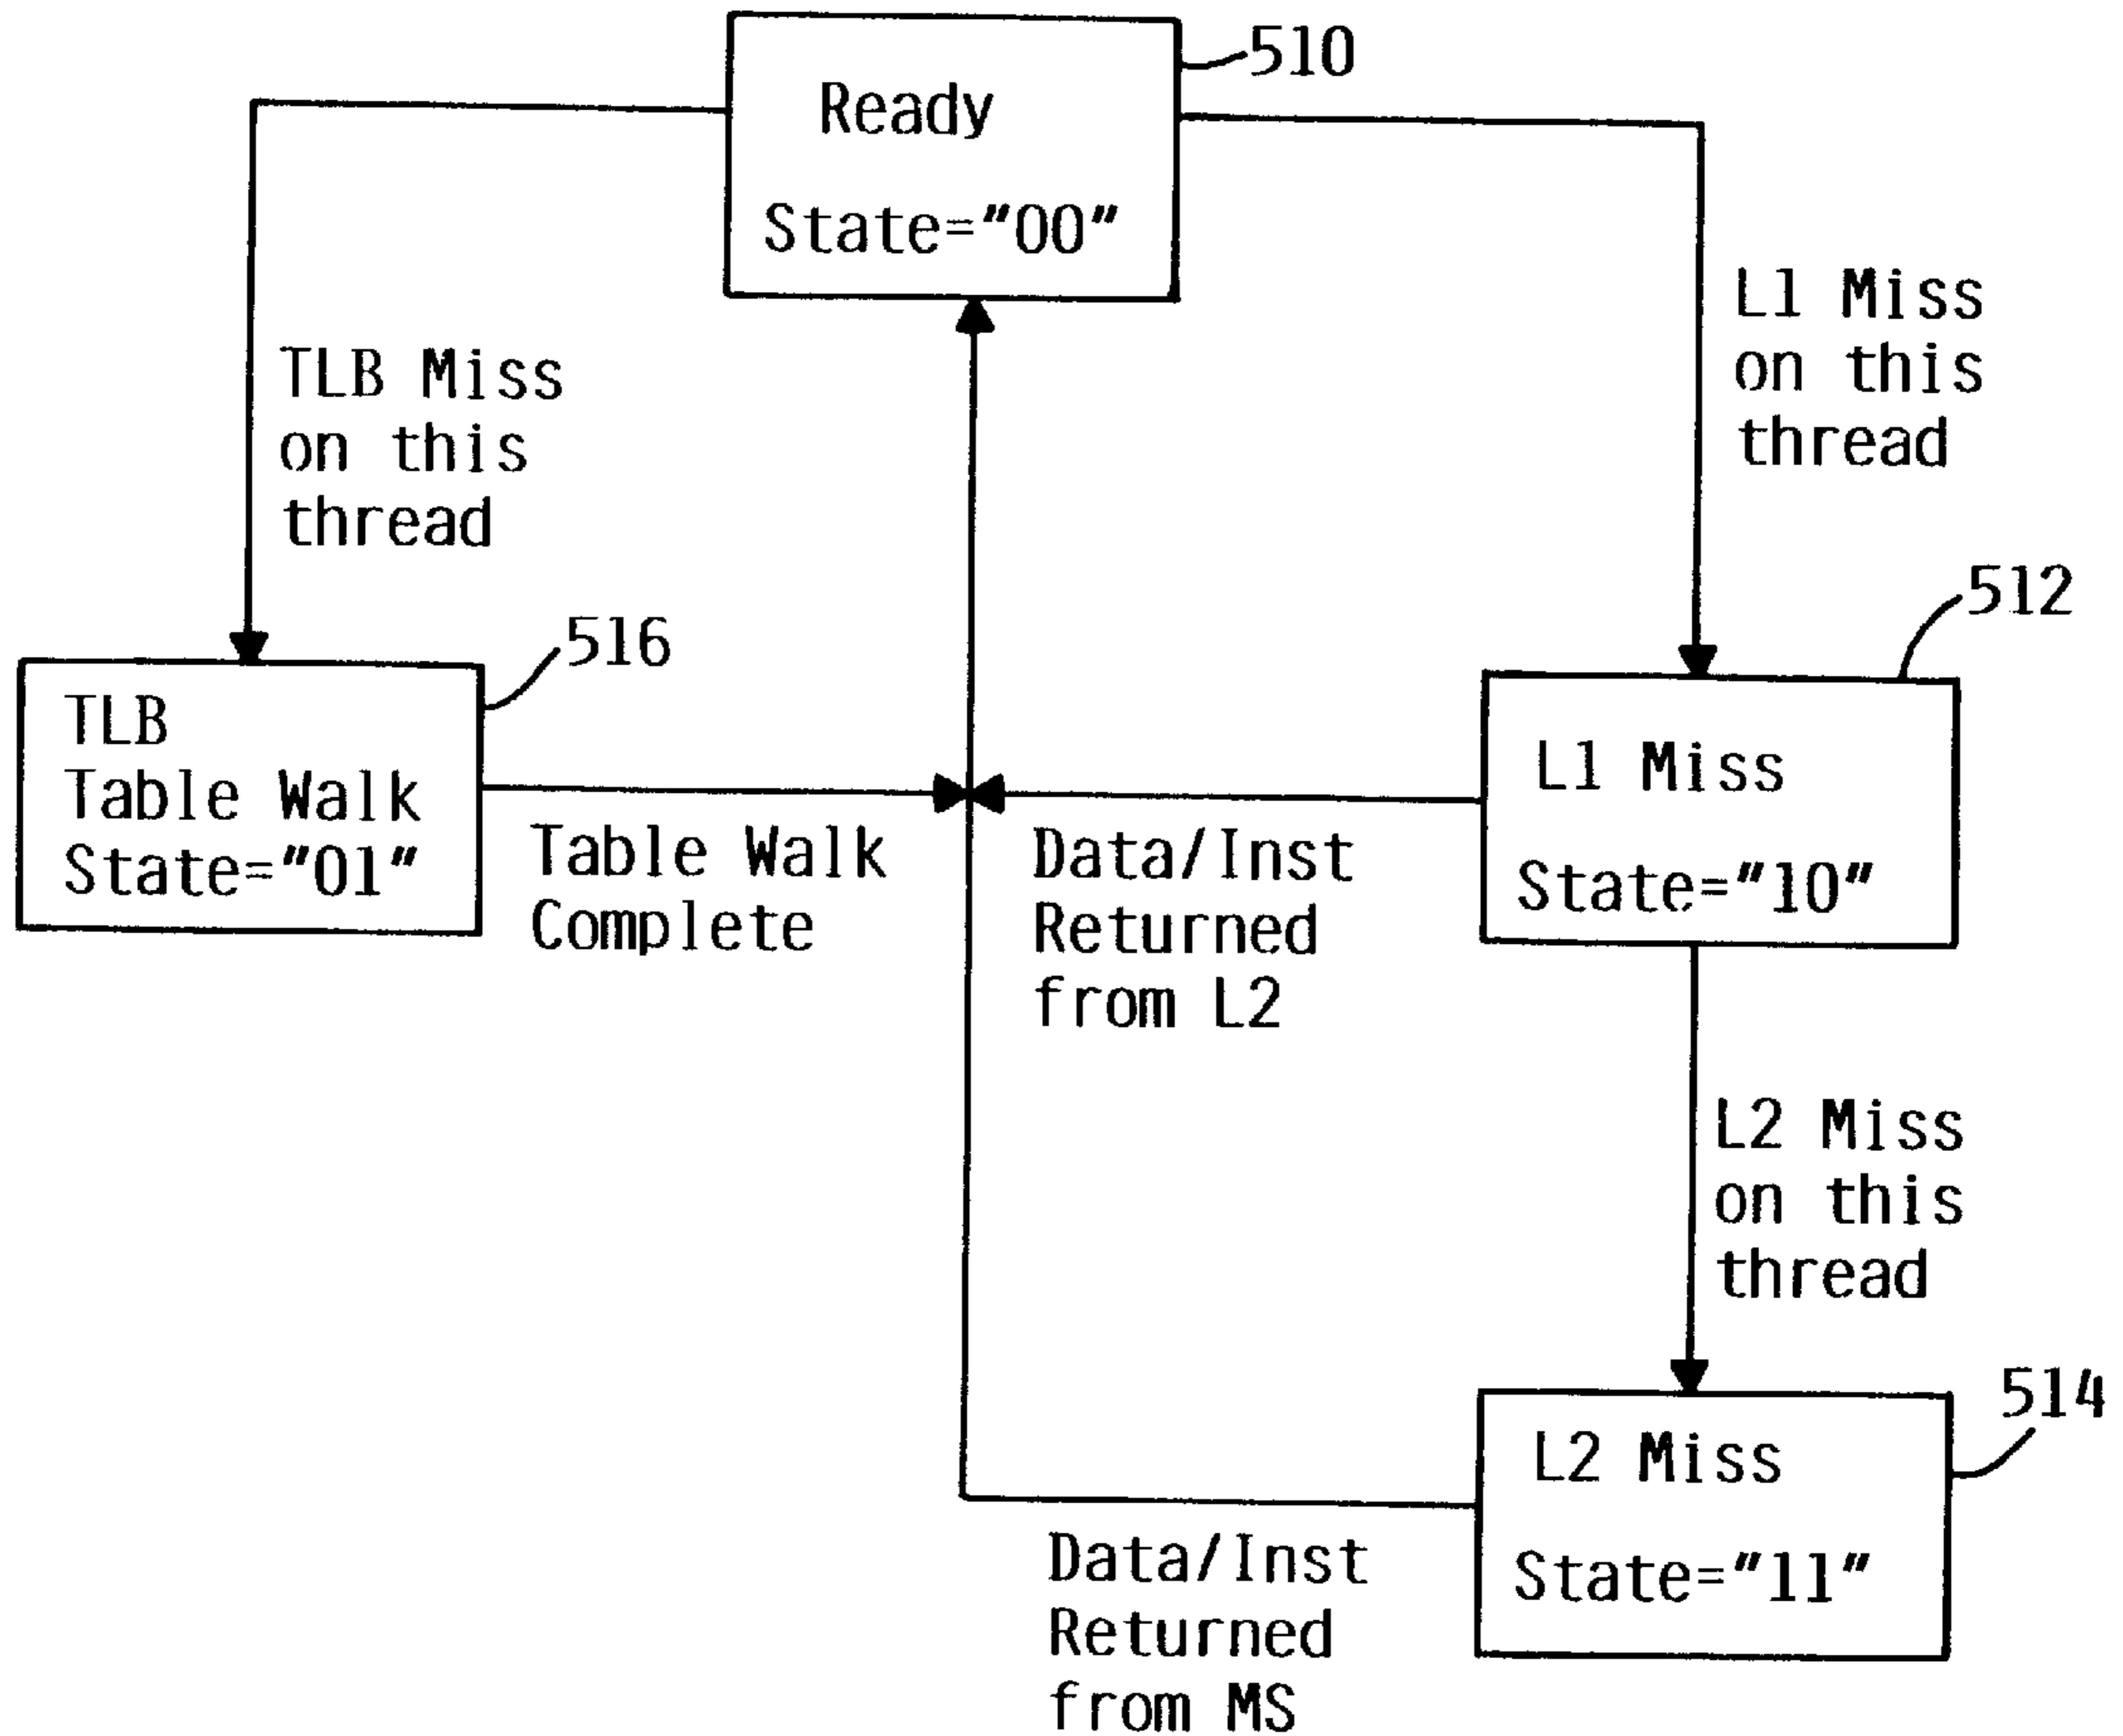 510
Ready
State="00"
TLB Miss
on this
thread
L1 Miss
on this
thread
516
512
TLB
Table Walk
State="01"
Table Walk
Complete
Data/Inst
Returned
from L2
L1 Miss
State="10"
L2 Miss
on this
thread
514
L2 Miss
State="11"
Data/Inst
Returned
from MS